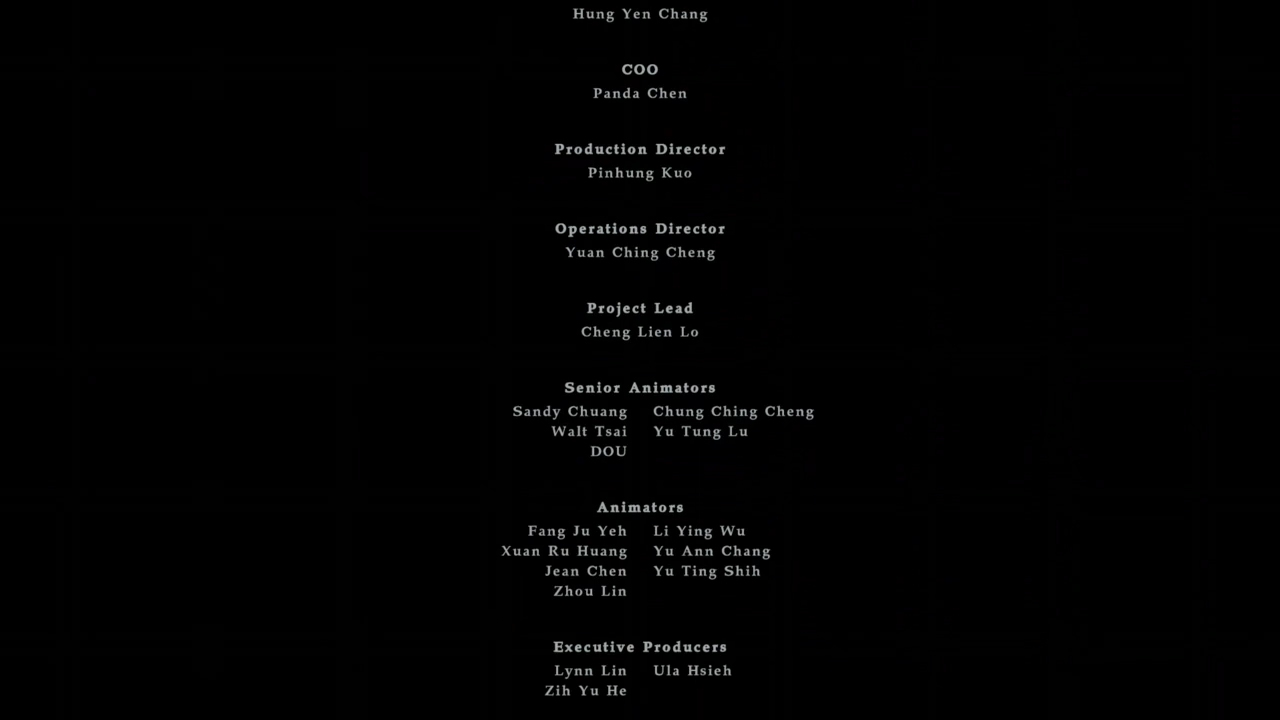 Hung Yen Chang
COO
Panda Chen
Production Director
Pinhung Kuo
Operations Director
Yuan Ching Cheng
Project Lead
Cheng Lien Lo
Senior Animators
Sandy Chuang Chung Ching Cheng
Walt Tsai Yu Tung Lu
DOU
Animators
Fang Ju Yeh Li Ying Wu
Xuan Ru Huang Yu Ann Chang
Jean Chen Yu Ting Shih
Zhou Lin
Executive Producers
Lynn Lin Ula Hsieh
Zih Yu He